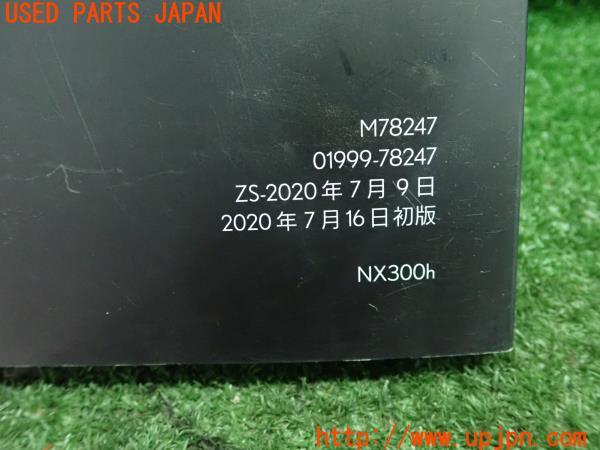 USED PARTS JAPAN
M78247
01999-78247
ZS-2020年7月9日
2020年7月16日初版
NX300h
http://www.upjpn.com